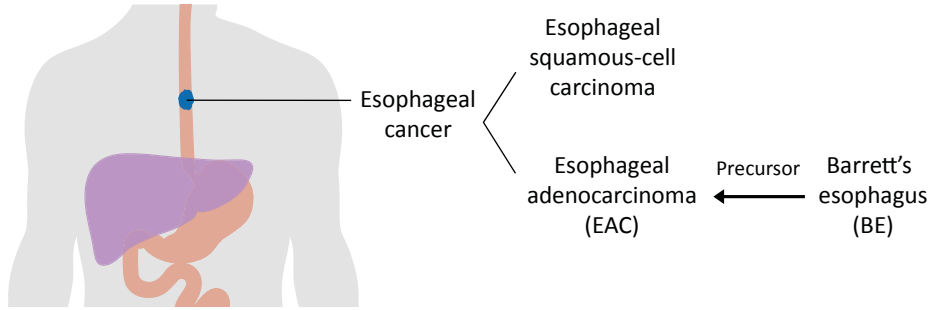 Esophageal
squamous-cell
carcinoma
Esophageal
cancer
Esophageal
adenocarcinoma
(EAC)
Precursor
Barrett's
esophagus
(BE)